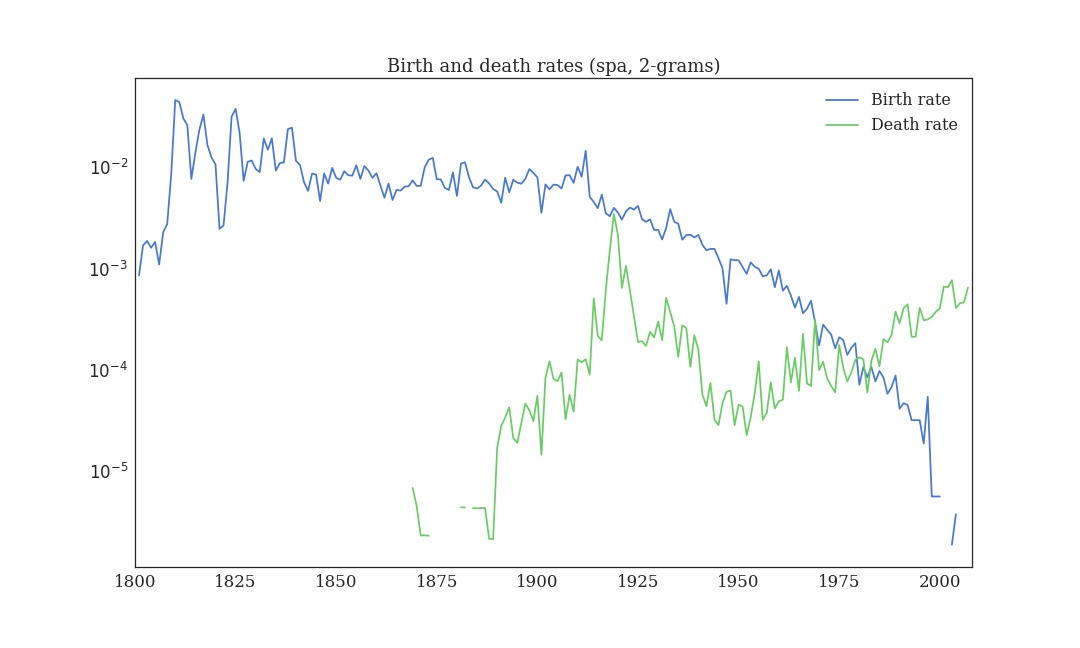 Birth and death rates (spa, 2-grams)
Birth rate
Death rate
10⁻²
10⁻³
10⁻⁴
10⁻⁵
1800 1825 1850 1875 1900 1925 1950 1975 2000